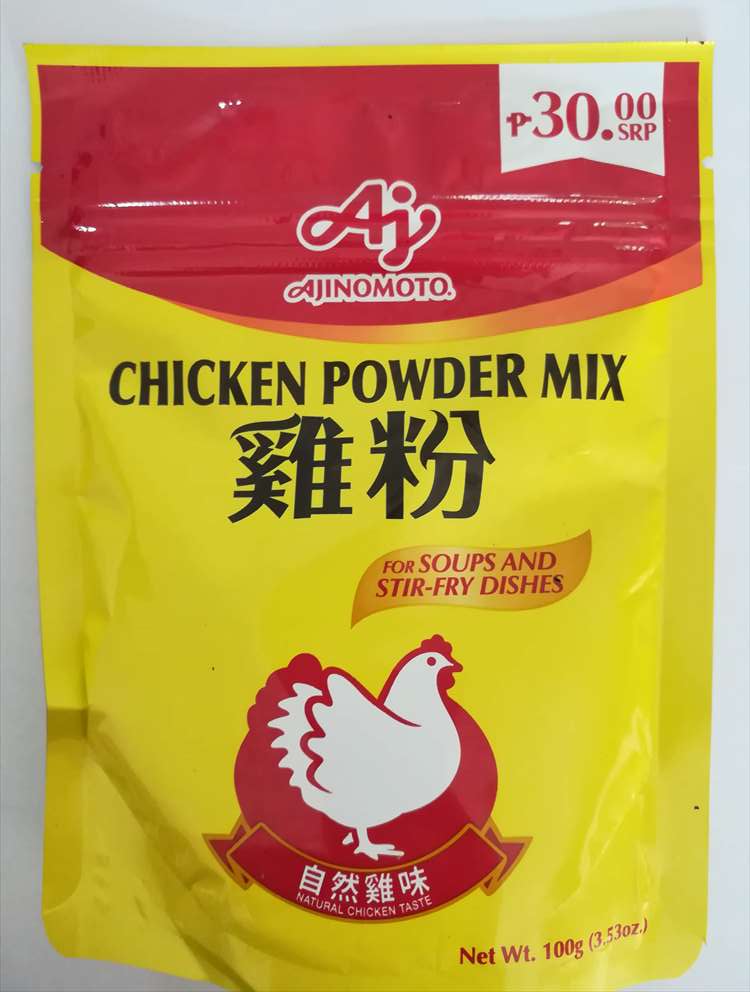 ₱30.00
SRP
Aj
AJINOMOTO®
CHICKEN POWDER MIX
雞粉
FOR SOUPS AND
STIR-FRY DISHES
自然雞味
NATURAL CHICKEN TASTE
Net Wt. 100g (3.53oz.)